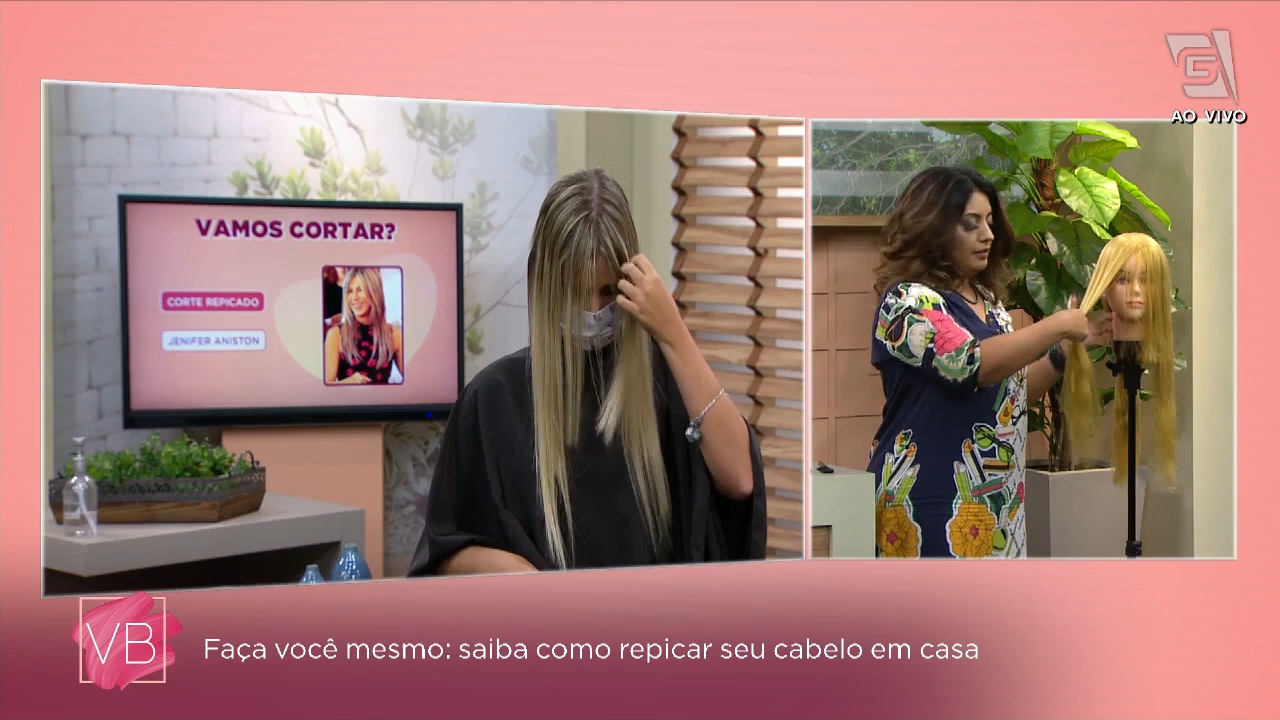 AO VIVO
VAMOS CORTAR?
CORTE REPICADO
JENIFER ANISTON
VB
Faça você mesmo: saiba como repicar seu cabelo em casa